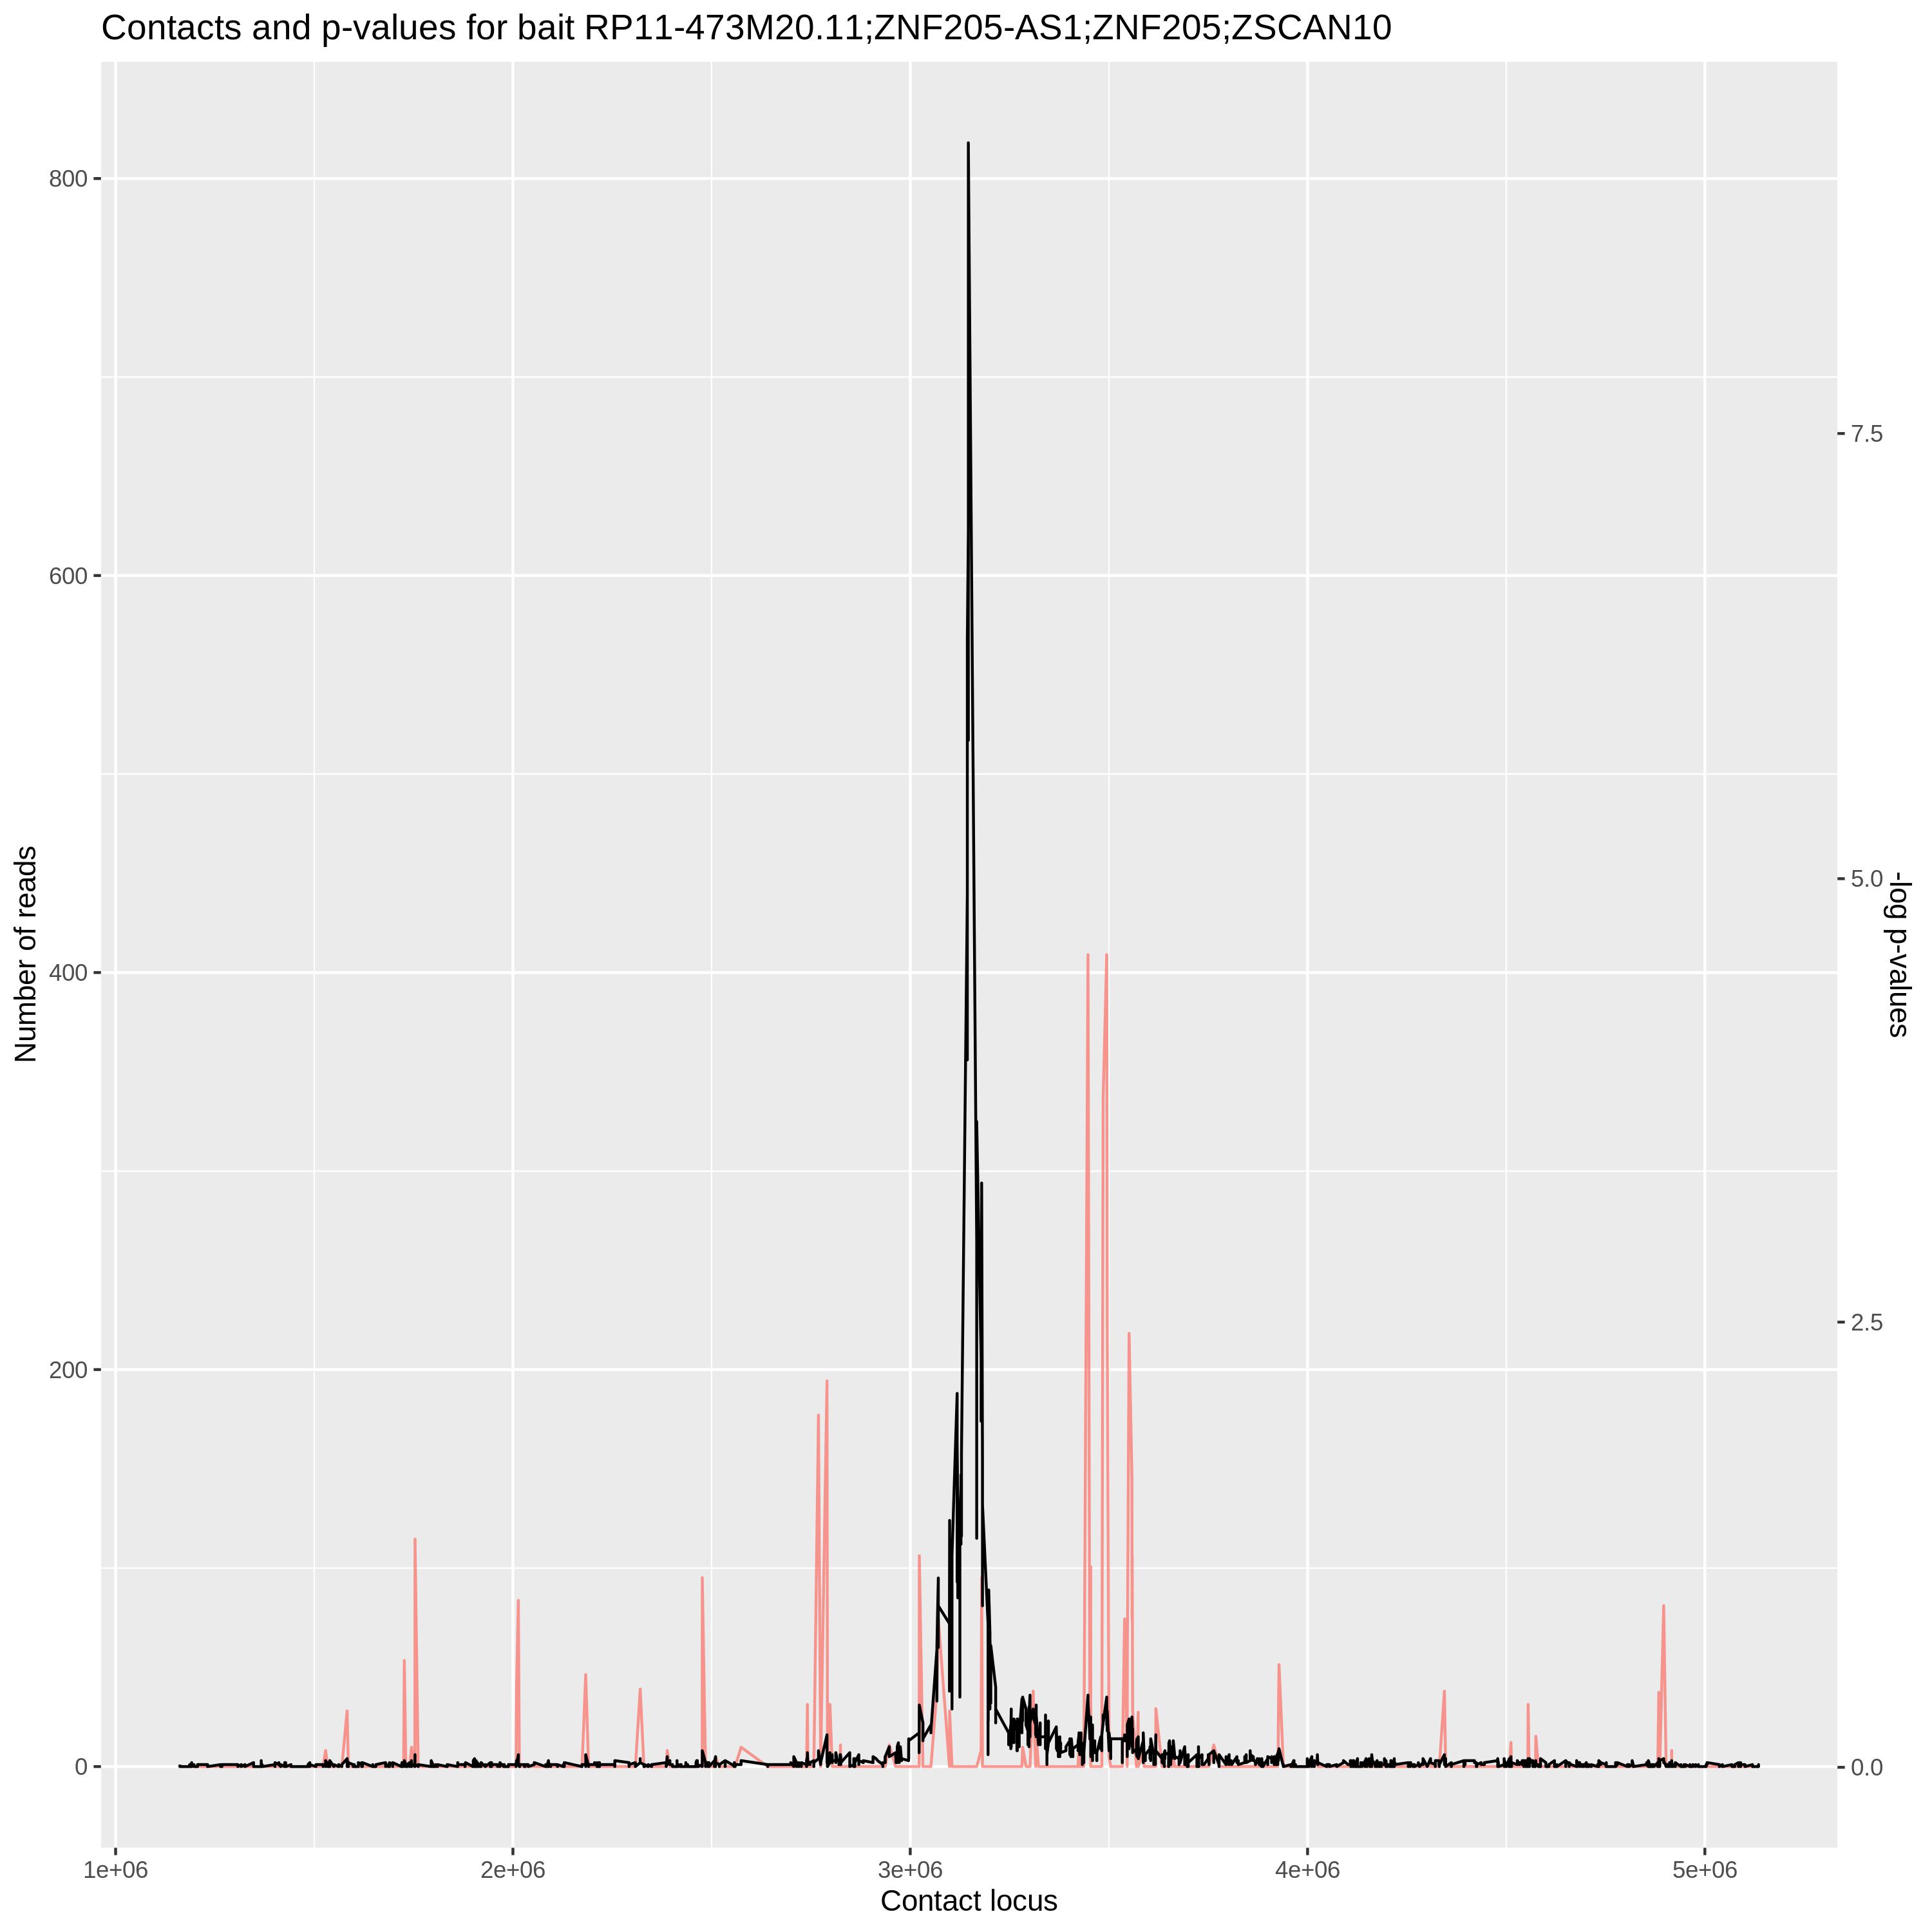 Contacts and p-values for bait RP11-473M20.11;ZNF205-AS1;ZNF205;ZSCAN10
800
600
400
200
0
Number of reads
7.5
5.0
2.5
0.0
-log p-values
1e+06 2e+06 3e+06 4e+06 5e+06
Contact locus